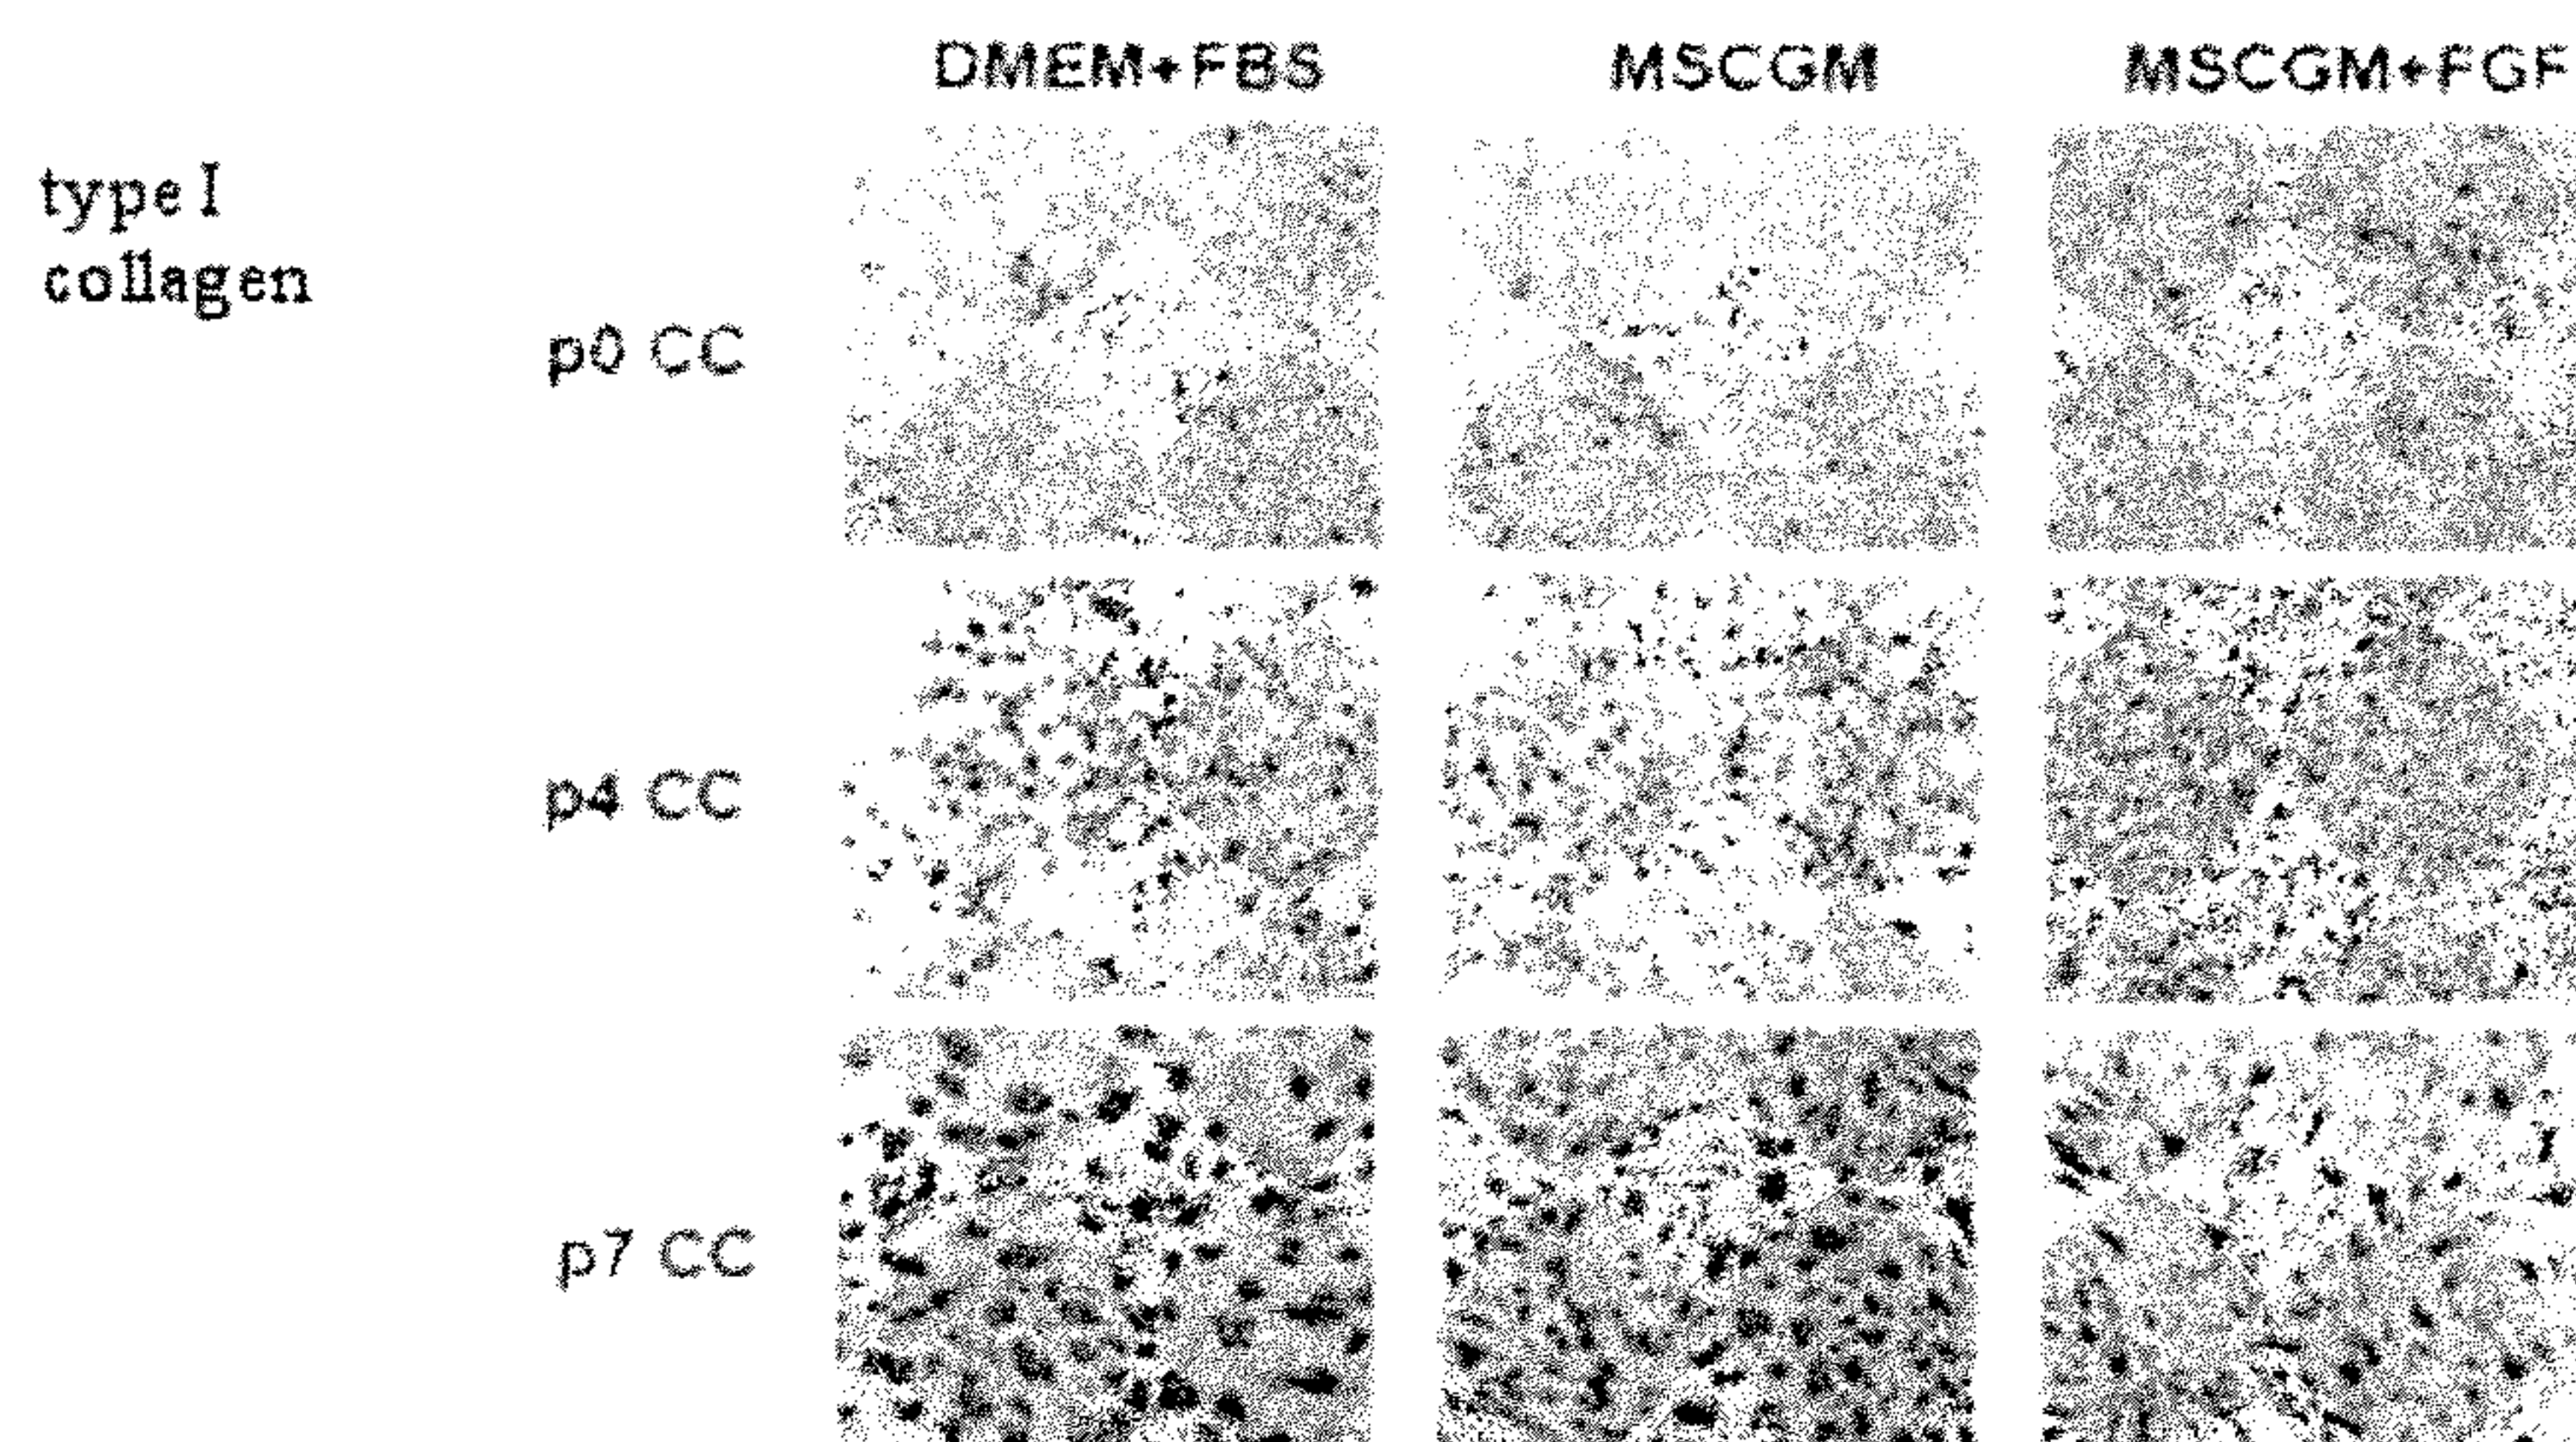 DMEM+FBS MSCGM MSCGM+FGF
type I
collagen
p0 CC
p4 CC
p7 CC